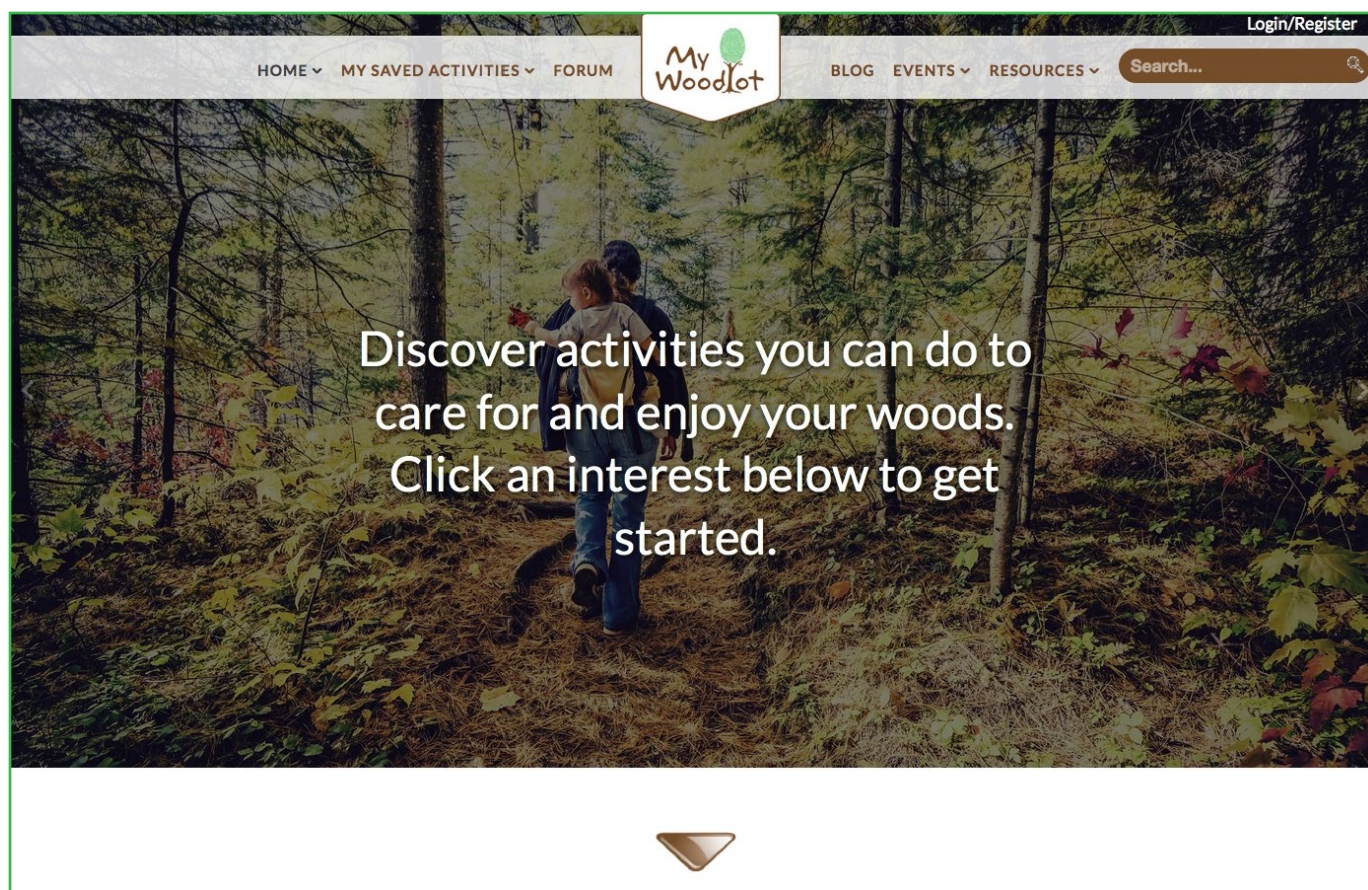 Login/Register
HOME MY SAVED ACTIVITIES FORUM
My
Woodlot
BLOG EVENTS RESOURCES Search...
Discover activities you can do to
care for and enjoy your woods.
Click an interest below to get
started.